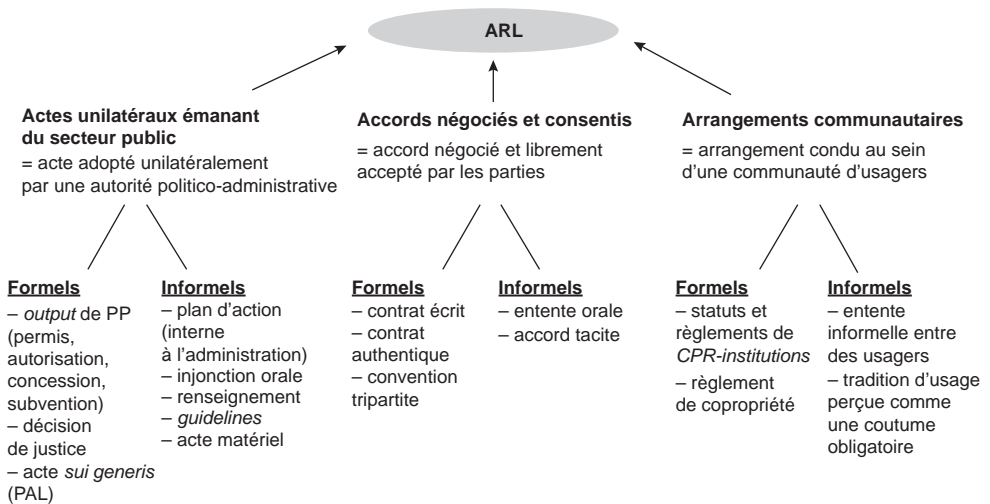 ARL
Actes unilatéraux émanant
du secteur public
= acte adopté unilatéralement
par une autorité politico-administrative
Accords négociés et consentis
= accord négocié et librement
accepté par les parties
Arrangements communautaires
= arrangement condu au sein
d'une communauté d'usagers
Formels
– output de PP
(permis,
autorisation,
concession,
subvention)
– décision
de justice
– acte sui generis
(PAL)
Informels
– plan d'action
(interne
à l'administration)
– injonction orale
– renseignement
– guidelines
– acte matériel
Formels
– contrat écrit
– contrat
authentique
– convention
tripartite
Informels
– entente orale
– accord tacite
Formels
– statuts et
règlements de
CPR-institutions
– règlement
de copropriété
Informels
– entente
informelle entre
des usagers
– tradition d'usage
perçue comme
une coutume
obligatoire